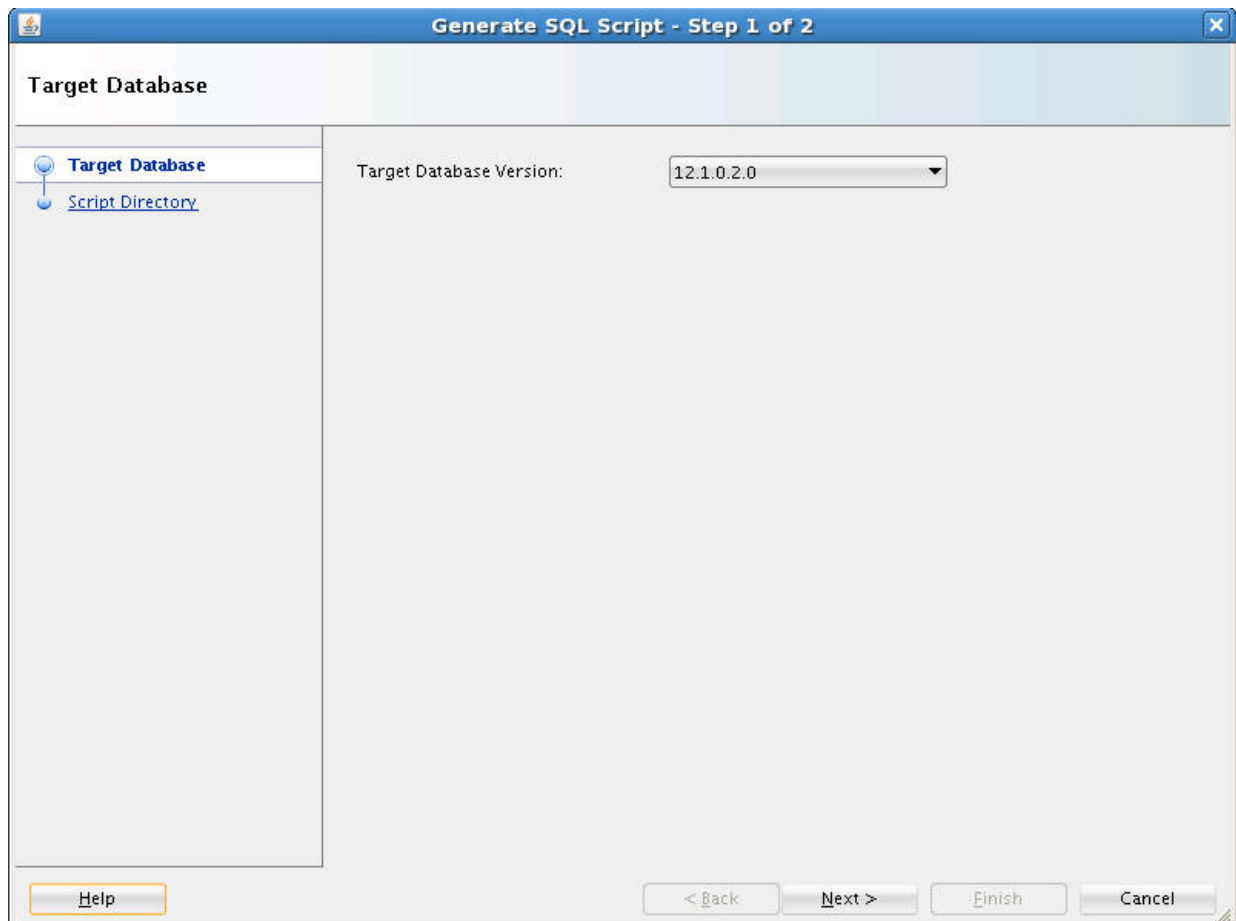 Generate SQL Script - Step 1 of 2
Target Database
Target Database
Script Directory
Target Database Version:
12.1.0.2.0
Help
< Back
Next >
Finish
Cancel